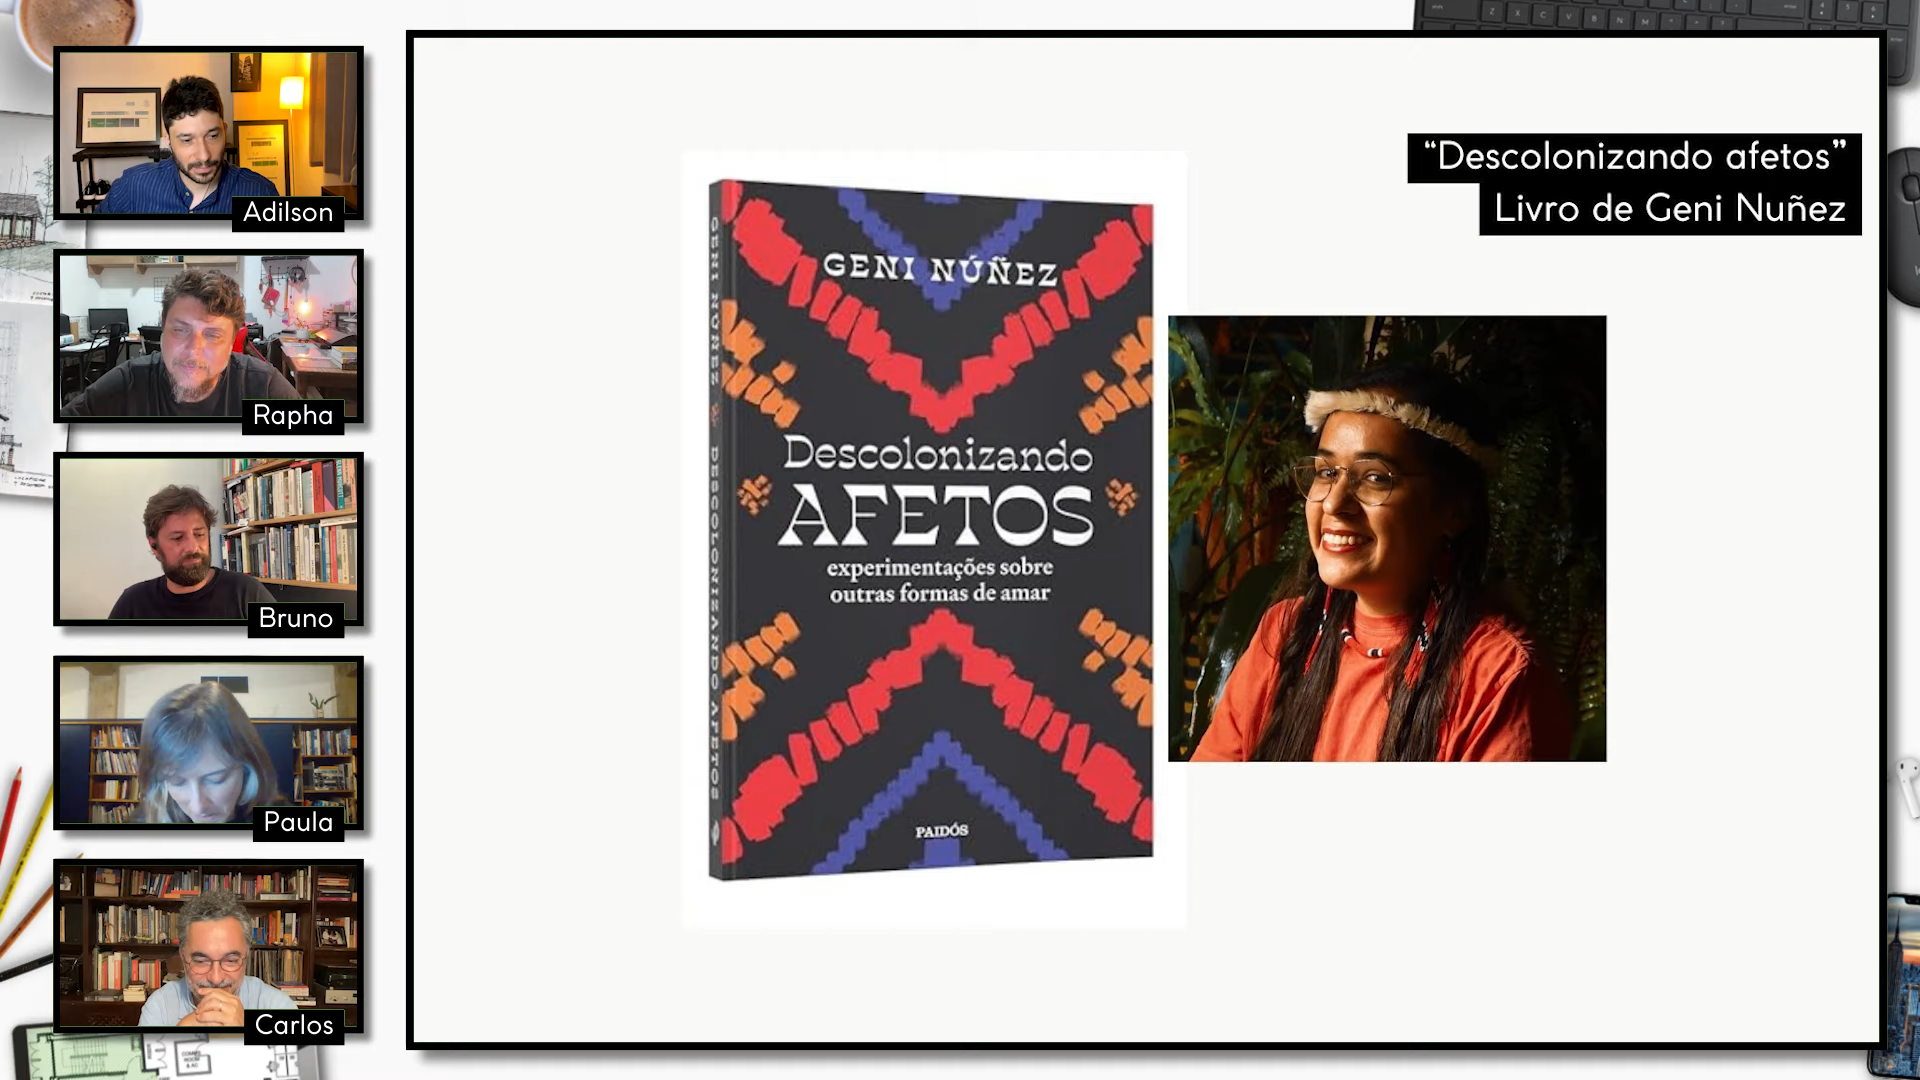 Adilson
Rapha
Bruno
Paula
Carlos
“Descolonizando afetos”
Livro de Geni Nuñez
GENI NÚÑEZ
Descolonizando
AFETOS
experimentações sobre
outras formas de amar
PAIDÓS
GENI NÚÑEZ DESCOLONIZANDO AFETOS